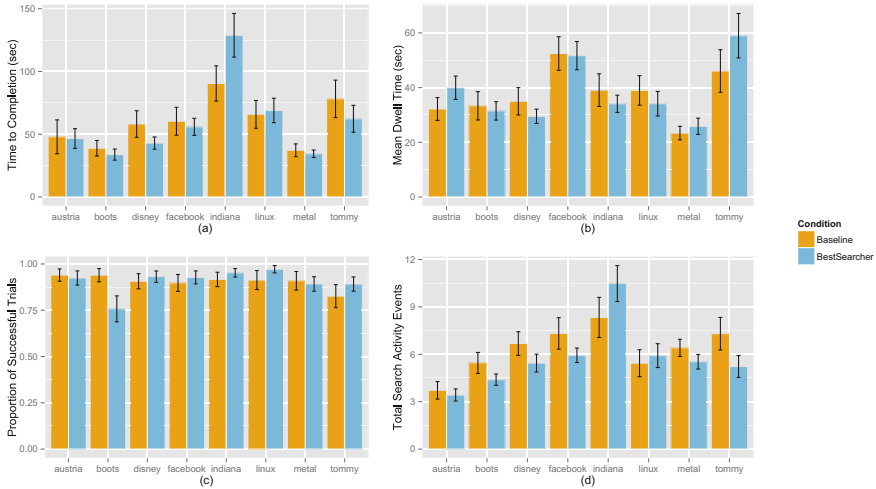 Time to Completion (sec)
150
100
50
0
austria boots disney facebook indiana linux metal tommy
(a)
Mean Dwell Time (sec)
60
40
20
0
austria boots disney facebook indiana linux metal tommy
(b)
Condition
Baseline
BestSearcher
Proportion of Successful Trials
1.00
0.75
0.50
0.25
0.00
austria boots disney facebook indiana linux metal tommy
(c)
Total Search Activity Events
12
9
6
3
0
austria boots disney facebook indiana linux metal tommy
(d)